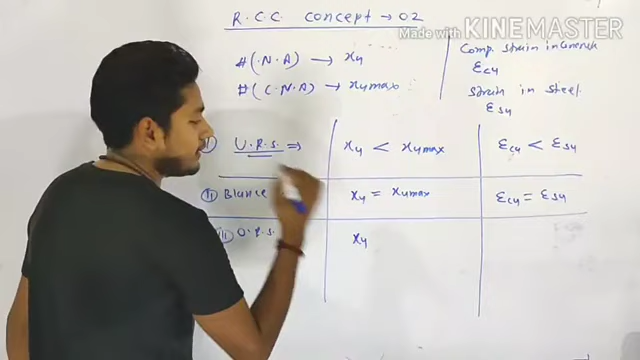 R.C.C. Concept → 02
Made with KINEMASTER
#(.N.A) → xu
#(C.N.A) → xumax
Comp. strain in
εcu
strain in steel
εsu
U.R.S. ⇒ xu < xumax εcu < εsu
(ii) Blance xu = xumax εcu = εsu
O.R.S. xu